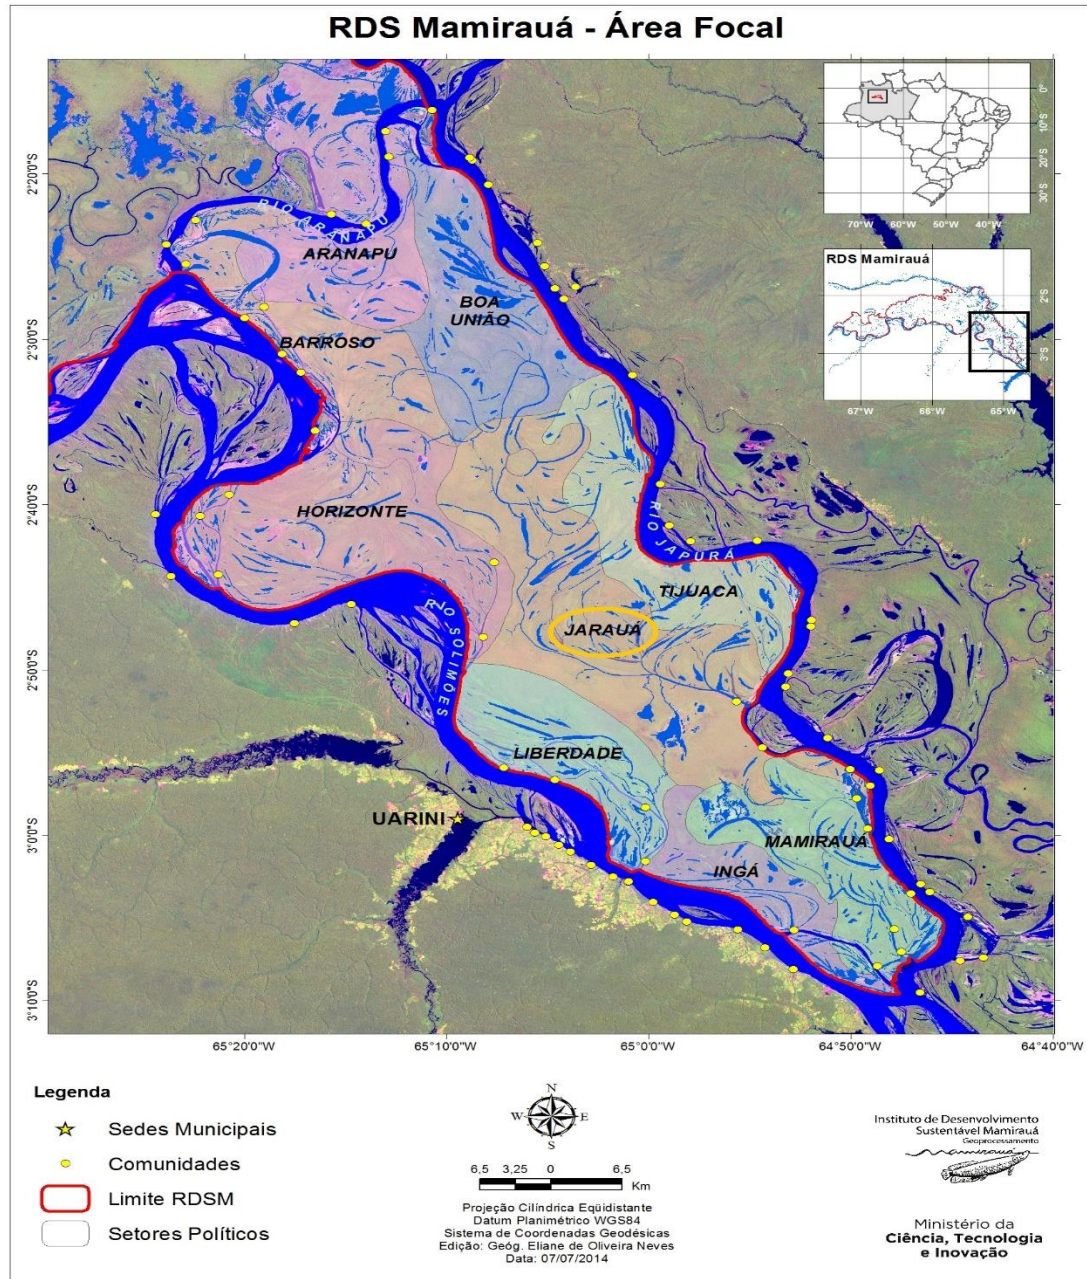 RDS Mamirauá - Área Focal
0°
10°S
20°S
30°S
70°W 60°W 50°W 40°W
RDS Mamirauá
2°S
3°S
67°W 66°W 65°W
2°20'0"S
2°30'0"S
2°40'0"S
2°50'0"S
3°0'0"S
3°10'0"S
RIO ARANAPU
ARANAPU
BOA
UNIÃO
BARROSO
HORIZONTE
RIO JAPURÁ
TIJUACA
JARAUÁ
RIO SOLIMÕES
LIBERDADE
UARINI
MAMIRAUÁ
INGÁ
65°20'0"W 65°10'0"W 65°0'0"W 64°50'0"W 64°40'0"W
Legenda
Sedes Municipais
Comunidades
Limite RDSM
Setores Políticos
N
W E
S
6,5 3,25 0 6,5
Km
Projeção Cilíndrica Eqüidistante
Datum Planimétrico WGS84
Sistema de Coordenadas Geodésicas
Edição: Geóg. Eliane de Oliveira Neves
Data: 07/07/2014
Instituto de Desenvolvimento
Sustentável Mamirauá
Geoprocessamento
mamirauá
Ministério da
Ciência, Tecnologia
e Inovação